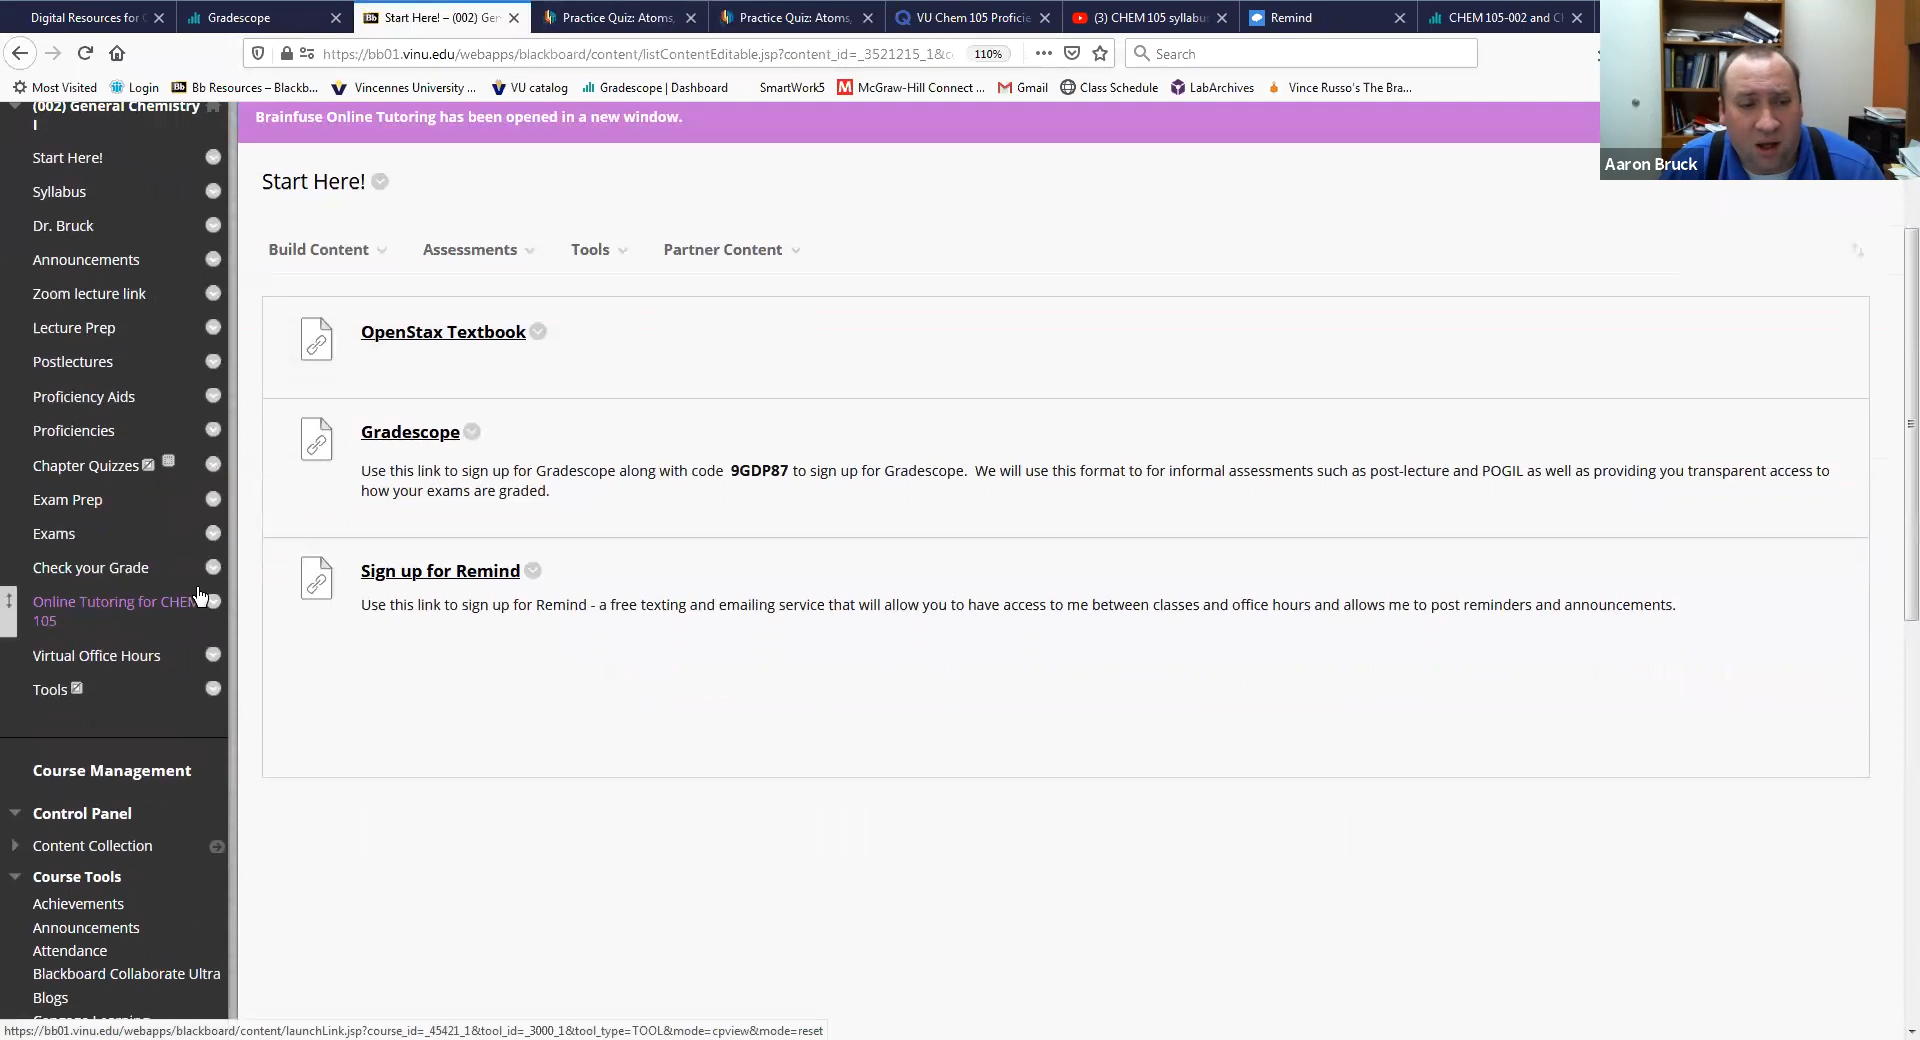 Digital Resources for
Gradescope
Start Here! – (002) Gen
Practice Quiz: Atoms,
Practice Quiz: Atoms,
VU Chem 105 Proficie
(3) CHEM 105 syllabus
Remind
CHEM 105-002 and C
https://bb01.vinu.edu/webapps/blackboard/content/listContentEditable.jsp?content_id=_3521215_1&c
110%
Search
Most Visited
Login
Bb Resources – Blackb...
Vincennes University ...
VU catalog
Gradescope | Dashboard
SmartWork5
McGraw-Hill Connect ...
Gmail
Class Schedule
LabArchives
Vince Russo's The Bra...
Aaron Bruck
(002) General Chemistry
I
Start Here!
Syllabus
Dr. Bruck
Announcements
Zoom lecture link
Lecture Prep
Postlectures
Proficiency Aids
Proficiencies
Chapter Quizzes
Exam Prep
Exams
Check your Grade
Online Tutoring for CHEM
105
Virtual Office Hours
Tools
Course Management
Control Panel
Content Collection
Course Tools
Achievements
Announcements
Attendance
Blackboard Collaborate Ultra
Blogs
Brainfuse Online Tutoring has been opened in a new window.
Start Here!
Build Content
Assessments
Tools
Partner Content
OpenStax Textbook
Gradescope
Use this link to sign up for Gradescope along with code 9GDP87 to sign up for Gradescope. We will use this format to for informal assessments such as post-lecture and POGIL as well as providing you transparent access to
how your exams are graded.
Sign up for Remind
Use this link to sign up for Remind - a free texting and emailing service that will allow you to have access to me between classes and office hours and allows me to post reminders and announcements.
https://bb01.vinu.edu/webapps/blackboard/content/launchLink.jsp?course_id=_45421_1&tool_id=_3000_1&tool_type=TOOL&mode=cpview&mode=reset